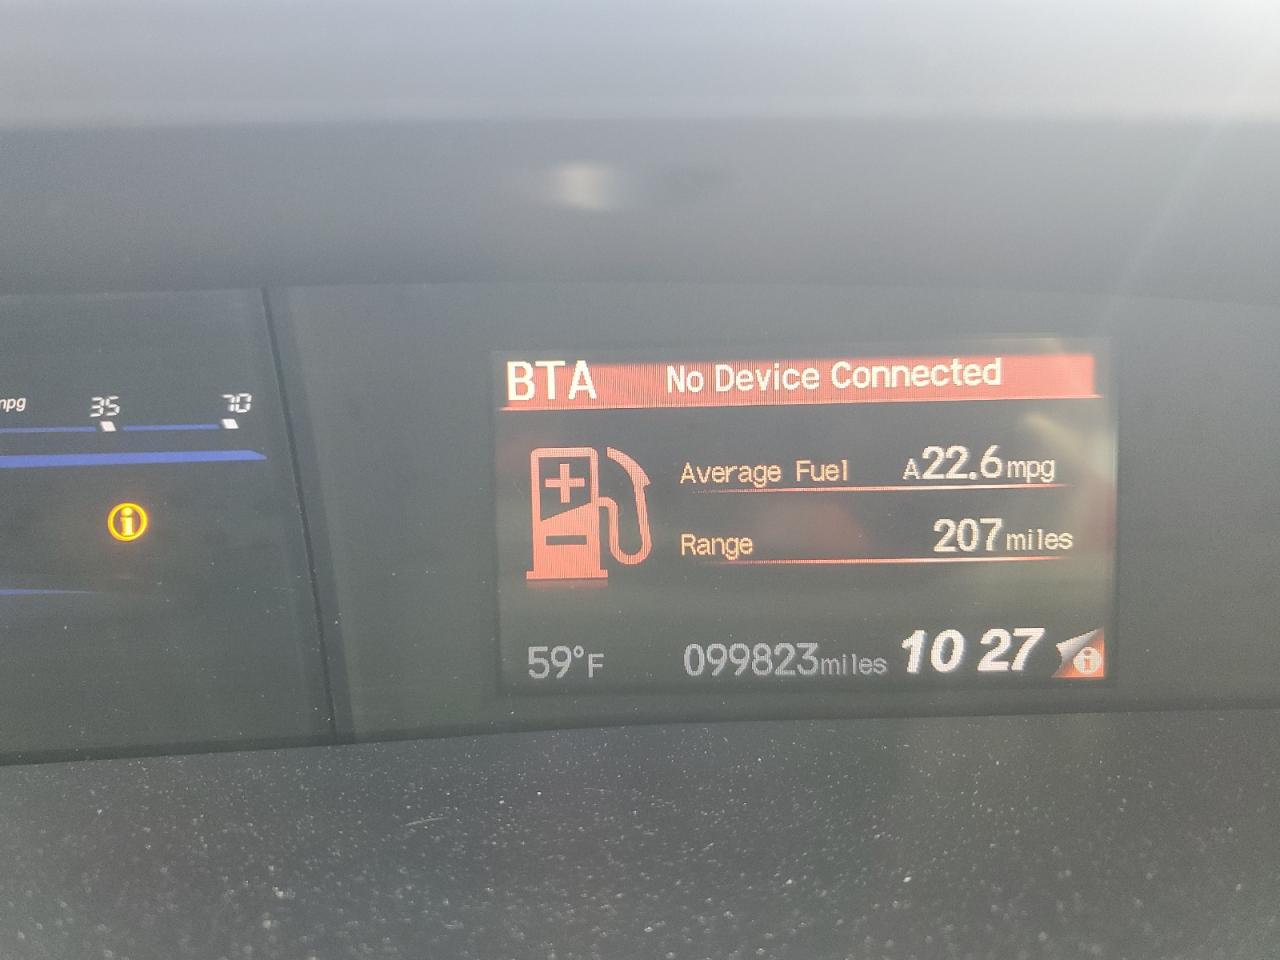 mpg 35 70
BTA No Device Connected
Average Fuel A22.6mpg
Range 207miles
59°F 099823miles 10 27